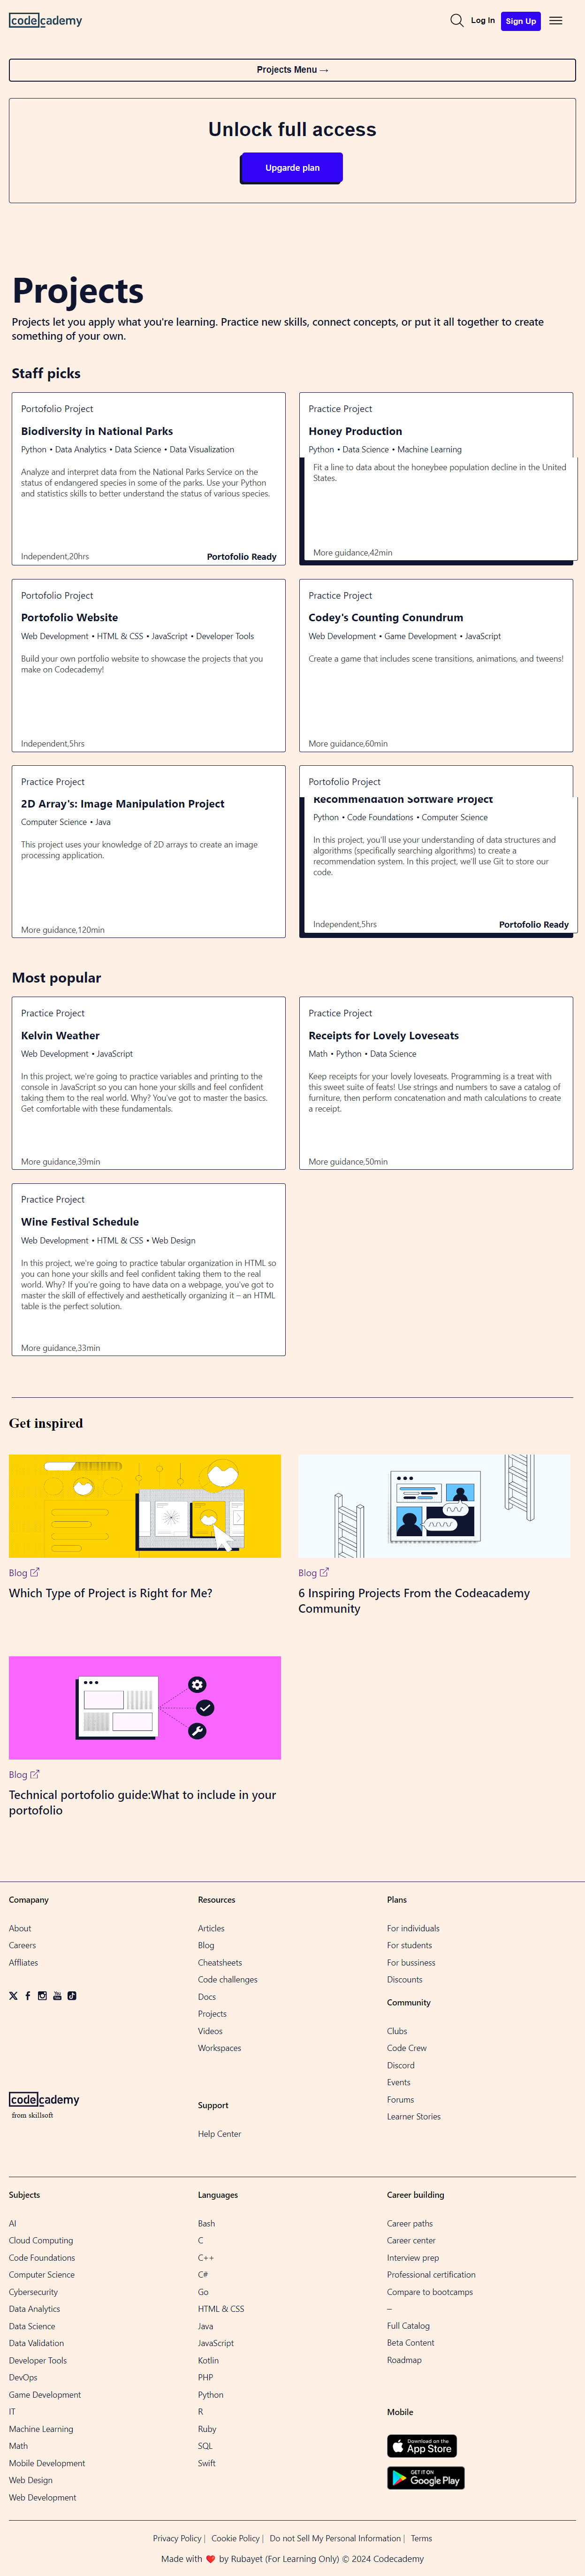 codecademy
Log In
Sign Up
Projects Menu →
Unlock full access
Upgarde plan
Projects
Projects let you apply what you're learning. Practice new skills, connect concepts, or put it all together to create
something of your own.
Staff picks
Portofolio Project
Biodiversity in National Parks
Python • Data Analytics • Data Science • Data Visualization
Analyze and interpret data from the National Parks Service on the
status of endangered species in some of the parks. Use your Python
and statistics skills to better understand the status of various species.
Independent,20hrs
Portofolio Ready
Practice Project
Honey Production
Python • Data Science • Machine Learning
Fit a line to data about the honeybee population decline in the United
States.
More guidance,42min
Portofolio Project
Portofolio Website
Web Development • HTML & CSS • JavaScript • Developer Tools
Build your own portfolio website to showcase the projects that you
make on Codecademy!
Independent,5hrs
Practice Project
Codey's Counting Conundrum
Web Development • Game Development • JavaScript
Create a game that includes scene transitions, animations, and tweens!
More guidance,60min
Practice Project
2D Array's: Image Manipulation Project
Computer Science • Java
This project uses your knowledge of 2D arrays to create an image
processing application.
More guidance,120min
Portofolio Project
Recommendation Software Project
Python • Code Foundations • Computer Science
In this project, you'll use your understanding of data structures and
algorithms (specifically searching algorithms) to create a
recommendation system. In this project, we'll use Git to store our
code.
Independent,5hrs
Portofolio Ready
Most popular
Practice Project
Kelvin Weather
Web Development • JavaScript
In this project, we're going to practice variables and printing to the
console in JavaScript so you can hone your skills and feel confident
taking them to the real world. Why? You've got to master the basics.
Get comfortable with these fundamentals.
More guidance,39min
Practice Project
Receipts for Lovely Loveseats
Math • Python • Data Science
Keep receipts for your lovely loveseats. Programming is a treat with
this sweet suite of feats! Use strings and numbers to save a catalog of
furniture, then perform concatenation and math calculations to create
a receipt.
More guidance,50min
Practice Project
Wine Festival Schedule
Web Development • HTML & CSS • Web Design
In this project, we're going to practice tabular organization in HTML so
you can hone your skills and feel confident taking them to the real
world. Why? If you're going to have data on a webpage, you've got to
master the skill of effectively and aesthetically organizing it – an HTML
table is the perfect solution.
More guidance,33min
Get inspired
Blog
Which Type of Project is Right for Me?
Blog
6 Inspiring Projects From the Codeacademy
Community
Blog
Technical portofolio guide:What to include in your
portofolio
Comapany
About
Careers
Affliates
codecademy
from skillsoft
Resources
Articles
Blog
Cheatsheets
Code challenges
Docs
Projects
Videos
Workspaces
Support
Help Center
Plans
For individuals
For students
For bussiness
Discounts
Community
Clubs
Code Crew
Discord
Events
Forums
Learner Stories
Subjects
AI
Cloud Computing
Code Foundations
Computer Science
Cybersecurity
Data Analytics
Data Science
Data Validation
Developer Tools
DevOps
Game Development
IT
Machine Learning
Math
Mobile Development
Web Design
Web Development
Languages
Bash
C
C++
C#
Go
HTML & CSS
Java
JavaScript
Kotlin
PHP
Python
R
Ruby
SQL
Swift
Career building
Career paths
Career center
Interview prep
Professional certification
Compare to bootcamps
–
Full Catalog
Beta Content
Roadmap
Mobile
Download on the
App Store
GET IT ON
Google Play
Privacy Policy | Cookie Policy | Do not Sell My Personal Information | Terms
Made with ❤️ by Rubayet (For Learning Only) © 2024 Codecademy